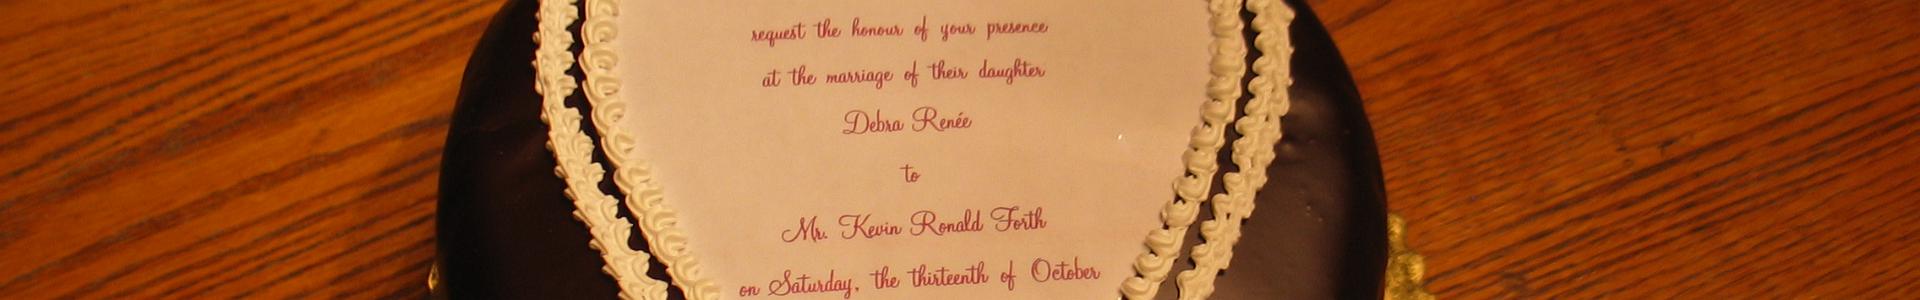 request the honour of your presence
at the marriage of their daughter
Debra Renée
to
Mr. Kevin Ronald Forth
on Saturday, the thirteenth of October